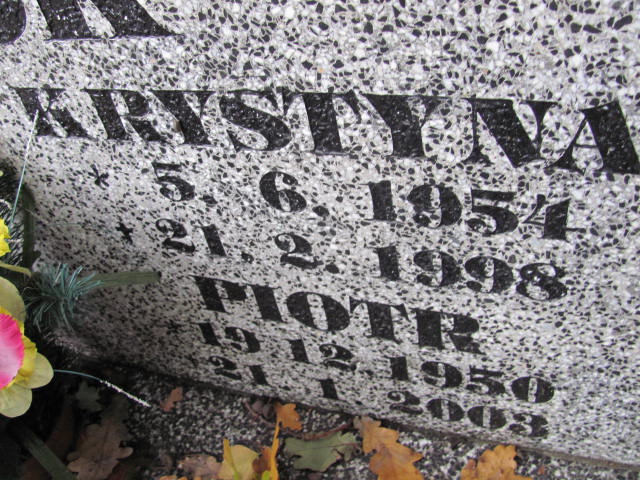 KRYSTYNA
* 5. 6. 1954
+ 21. 2. 1998
PIOTR
* 19 12. 1950
21 1. 2003